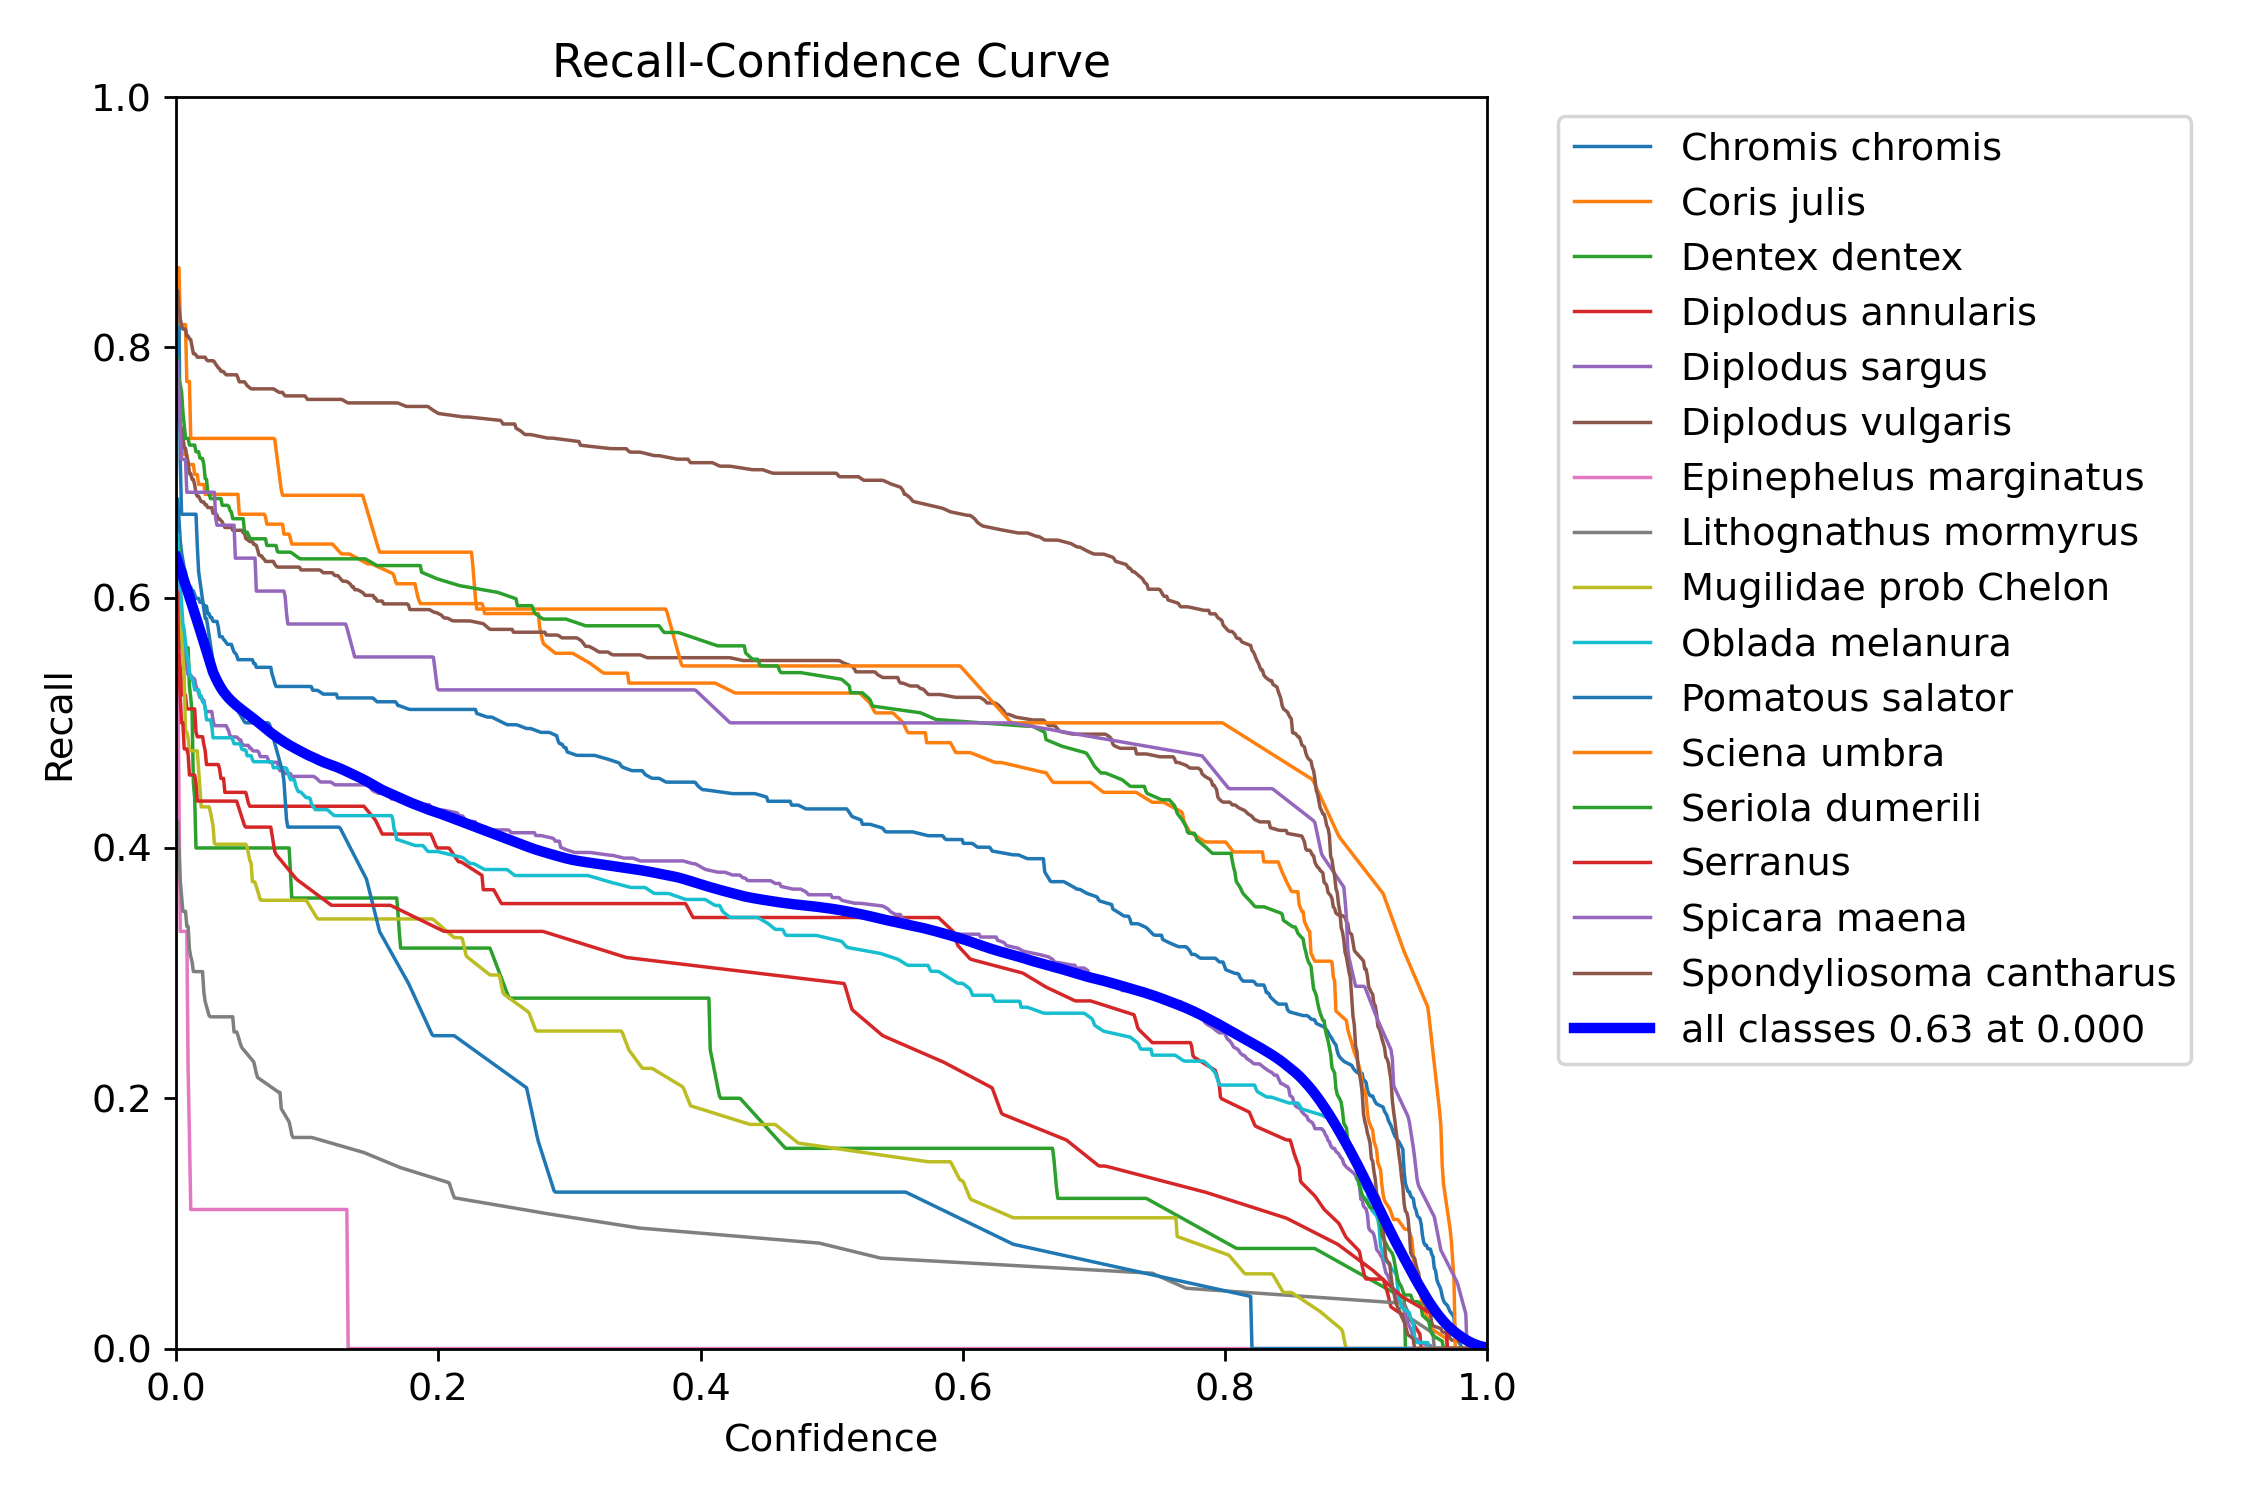 Recall-Confidence Curve
1.0
0.8
0.6
0.4
0.2
0.0
Recall
0.0 0.2 0.4 0.6 0.8 1.0
Confidence
Chromis chromis
Coris julis
Dentex dentex
Diplodus annularis
Diplodus sargus
Diplodus vulgaris
Epinephelus marginatus
Lithognathus mormyrus
Mugilidae prob Chelon
Oblada melanura
Pomatous salator
Sciena umbra
Seriola dumerili
Serranus
Spicara maena
Spondyliosoma cantharus
all classes 0.63 at 0.000